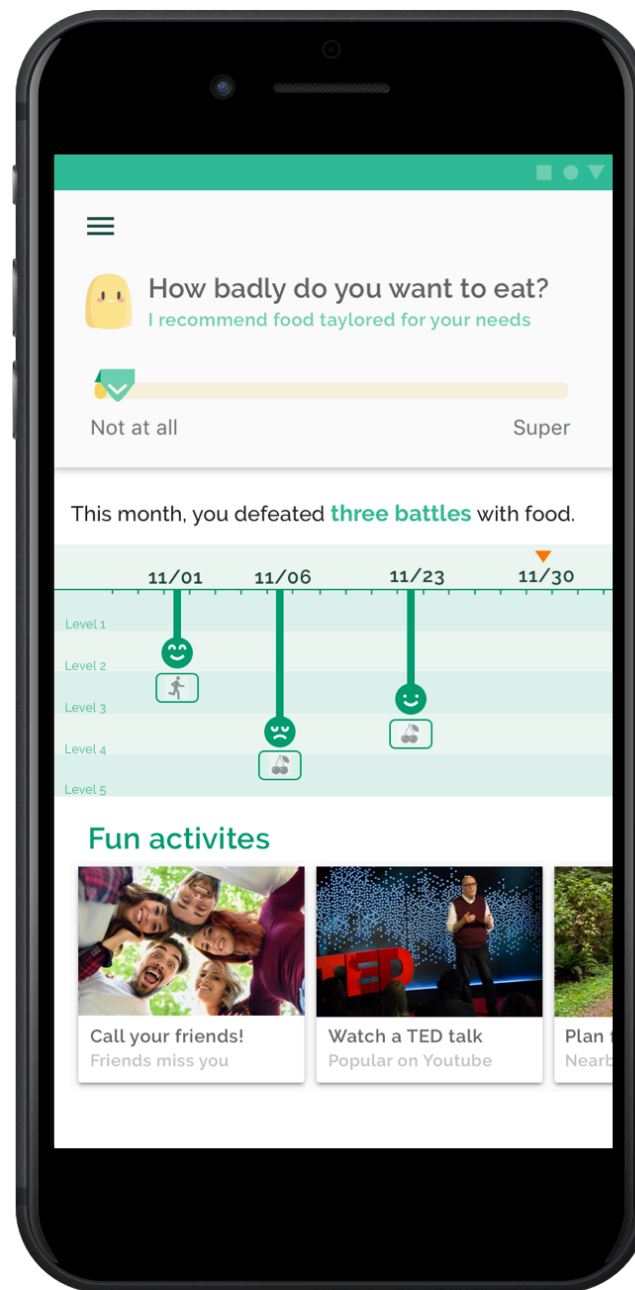 How badly do you want to eat?
I recommend food taylored for your needs
Not at all Super
This month, you defeated three battles with food.
11/01 11/06 11/23 11/30
Level 1
Level 2
Level 3
Level 4
Level 5
Fun activites
TED
Call your friends! Watch a TED talk Plan
Friends miss you Popular on Youtube Nearb